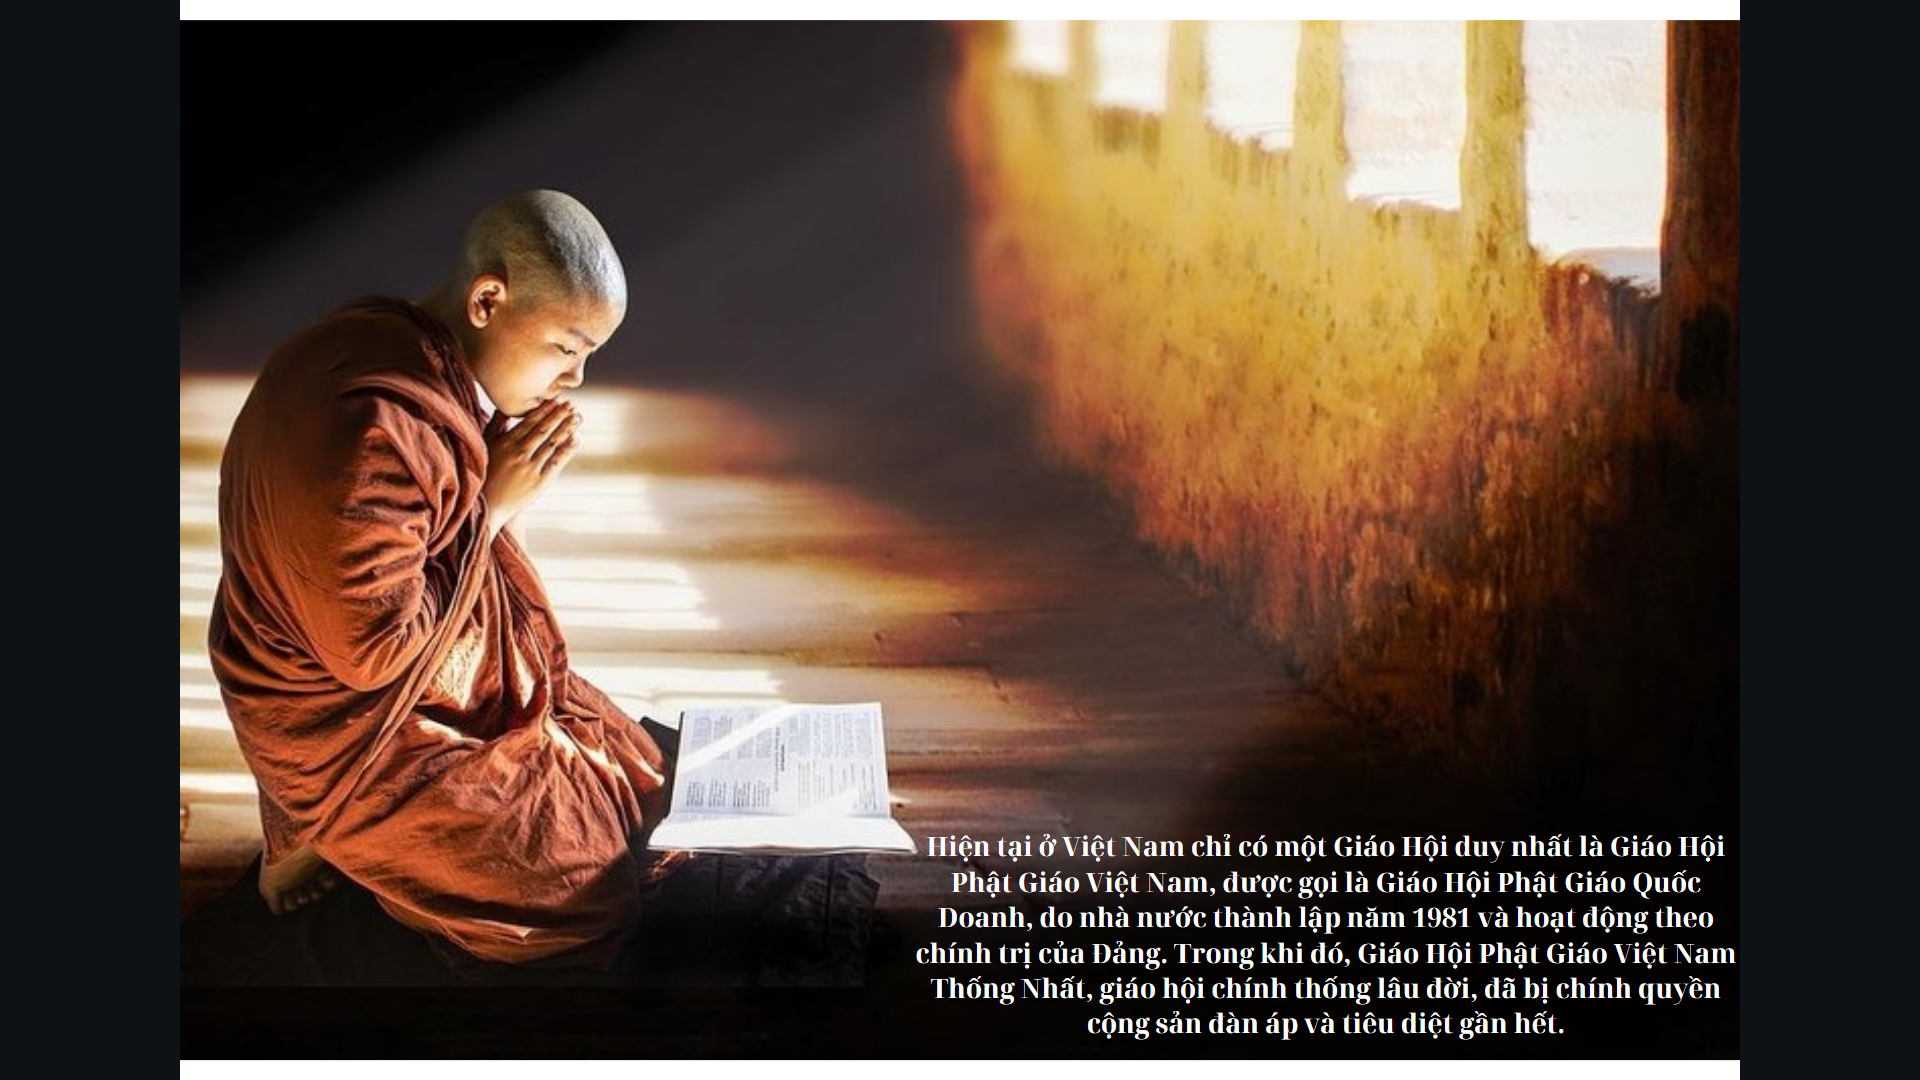 Hiện tại ở Việt Nam chỉ có một Giáo Hội duy nhất là Giáo Hội
Phật Giáo Việt Nam, được gọi là Giáo Hội Phật Giáo Quốc
Doanh, do nhà nước thành lập năm 1981 và hoạt động theo
chính trị của Đảng. Trong khi đó, Giáo Hội Phật Giáo Việt Nam
Thống Nhất, giáo hội chính thống lâu đời, đã bị chính quyền
cộng sản đàn áp và tiêu diệt gần hết.